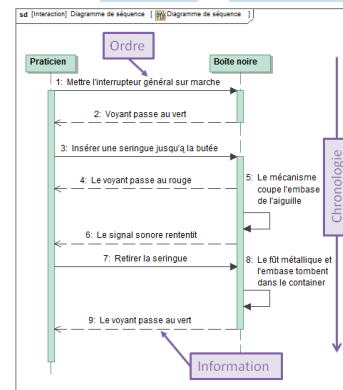 sd [Interaction] Diagramme de séquence [ Diagramme de séquence ]
Ordre
Praticien
Boîte noire
1: Mettre l'interrupteur général sur marche
2: Voyant passe au vert
3: Insérer une seringue jusqu'à la butée
4: Le voyant passe au rouge
5: Le mécanisme
coupe l'embase
de l'aiguille
6: Le signal sonore rententit
7: Retirer la seringue
8: Le fût métallique et
l'embase tombent
dans le container
9: Le voyant passe au vert
Information
Chronologie